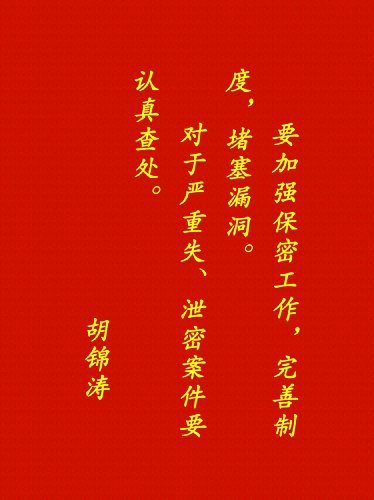 要加强保密工作，完善制
度，堵塞漏洞。
对于严重失、泄密案件要
认真查处。
胡锦涛